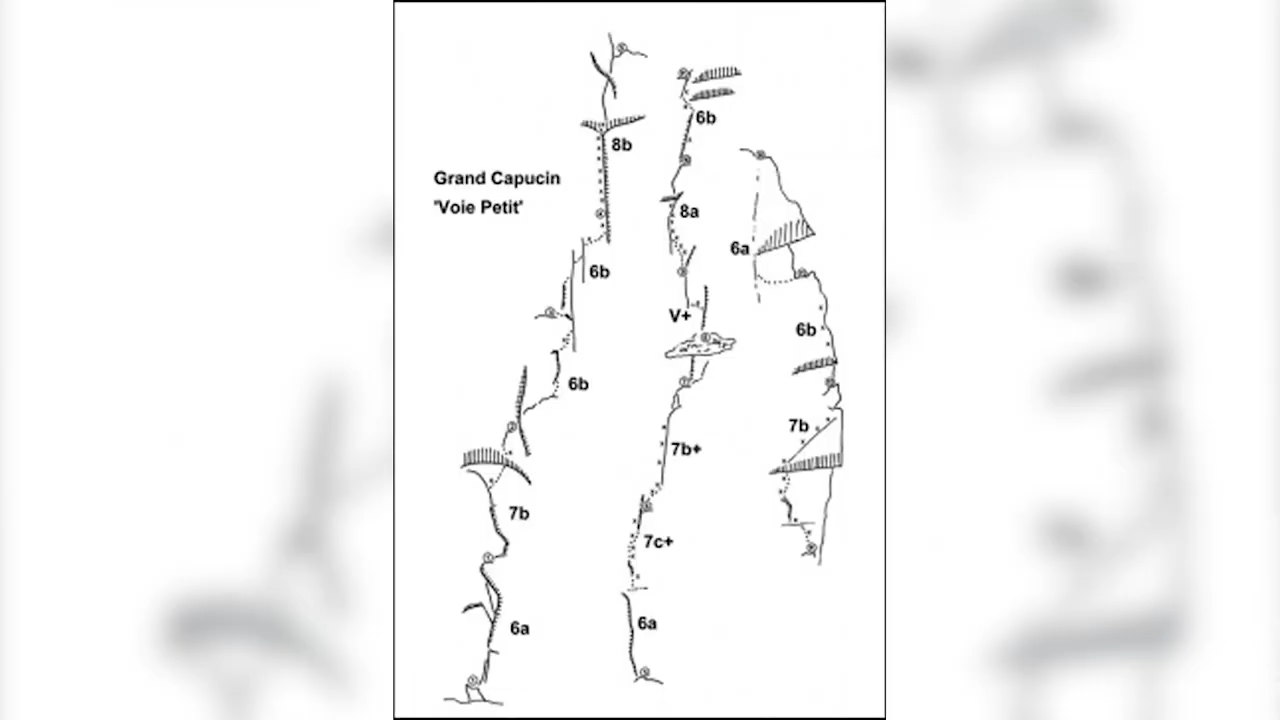 Grand Capucin
'Voie Petit'
8b
6b
6b
7b
6a
6b
8a
V+
7b+
7c+
6a
6a
6b
7b